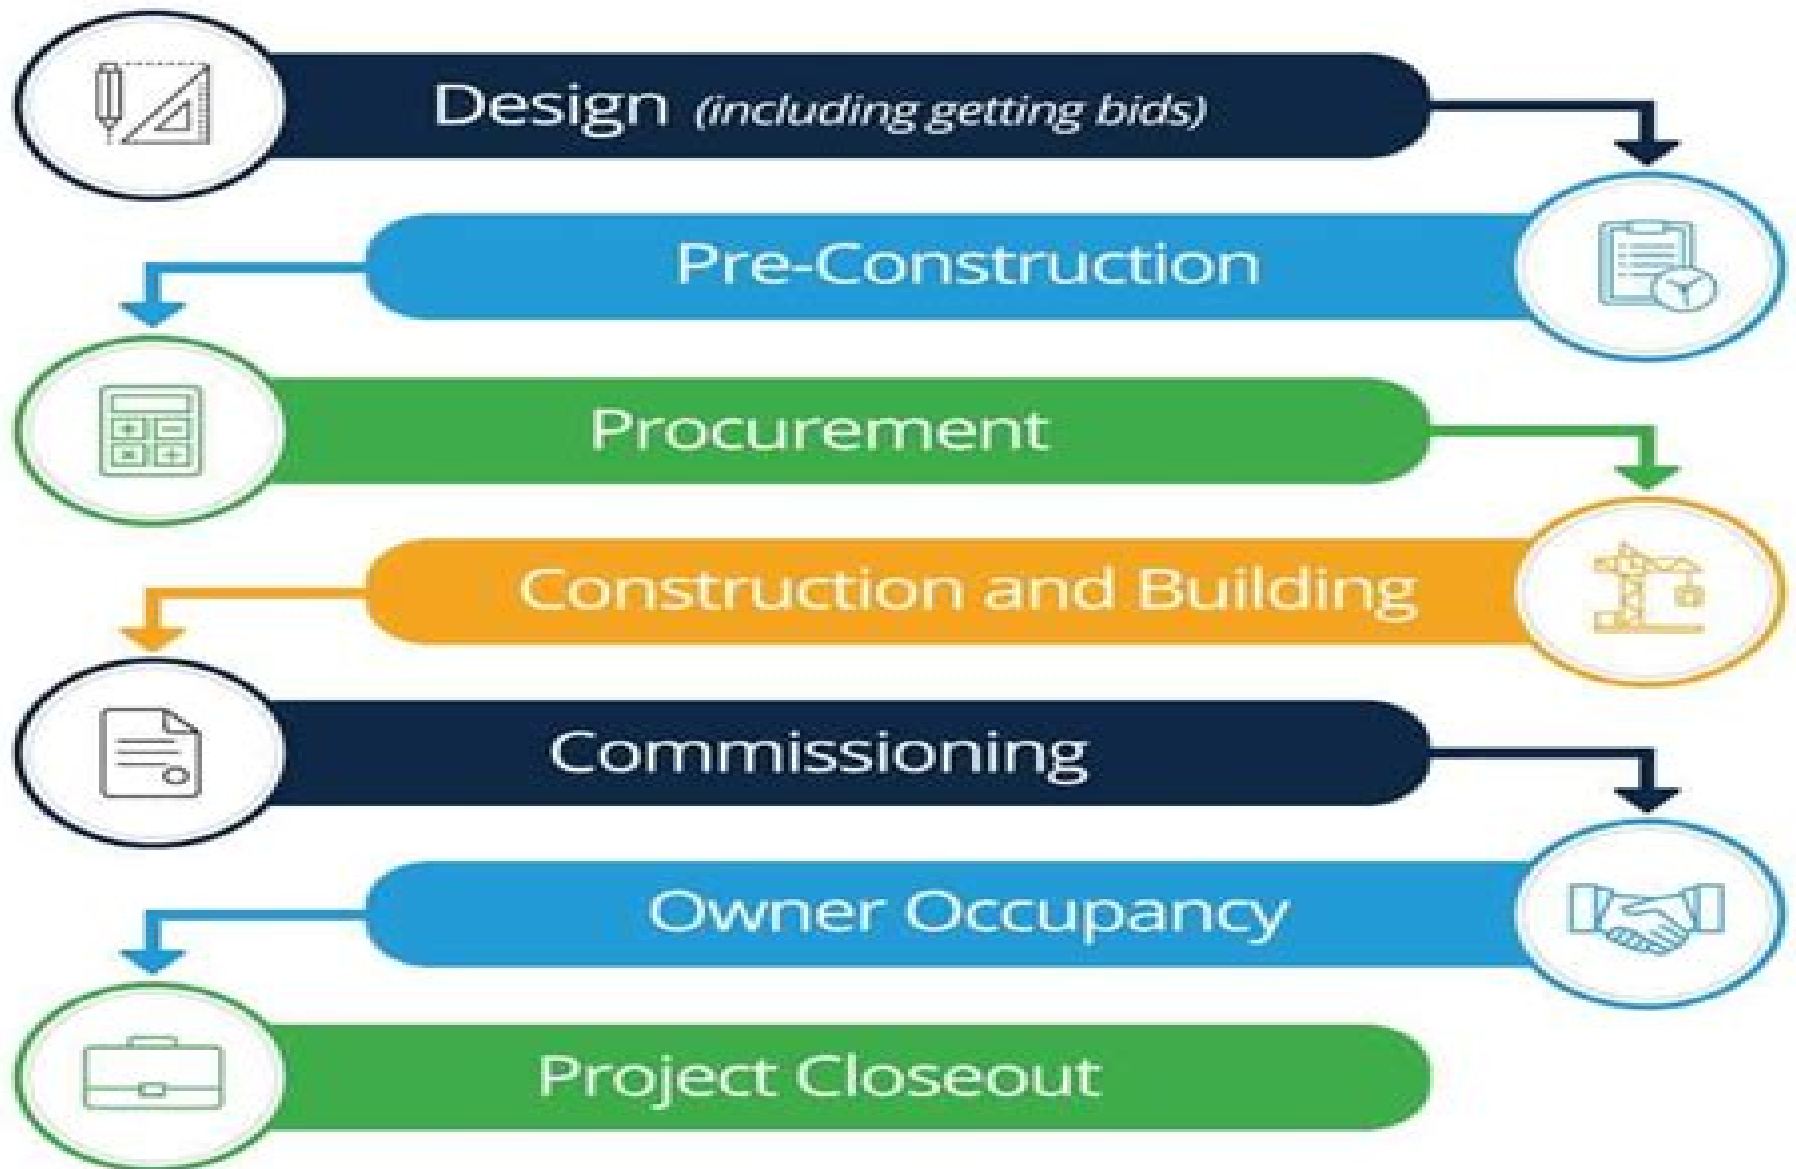 Design (including getting bids)
Pre-Construction
Procurement
Construction and Building
Commissioning
Owner Occupancy
Project Closeout